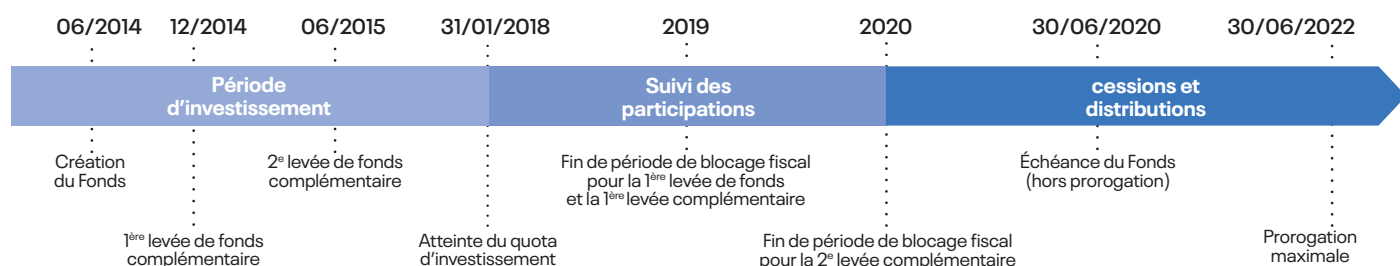 06/2014
12/2014
06/2015
31/01/2018
2019
2020
30/06/2020
30/06/2022
Période
d’investissement
Suivi des
participations
cessions et
distributions
Création
du Fonds
1ère levée de fonds
complémentaire
2e levée de fonds
complémentaire
Atteinte du quota
d’investissement
Fin de période de blocage fiscal
pour la 1ère levée de fonds
et la 1ère levée complémentaire
Fin de période de blocage fiscal
pour la 2e levée complémentaire
Échéance du Fonds
(hors prorogation)
Prorogation
maximale